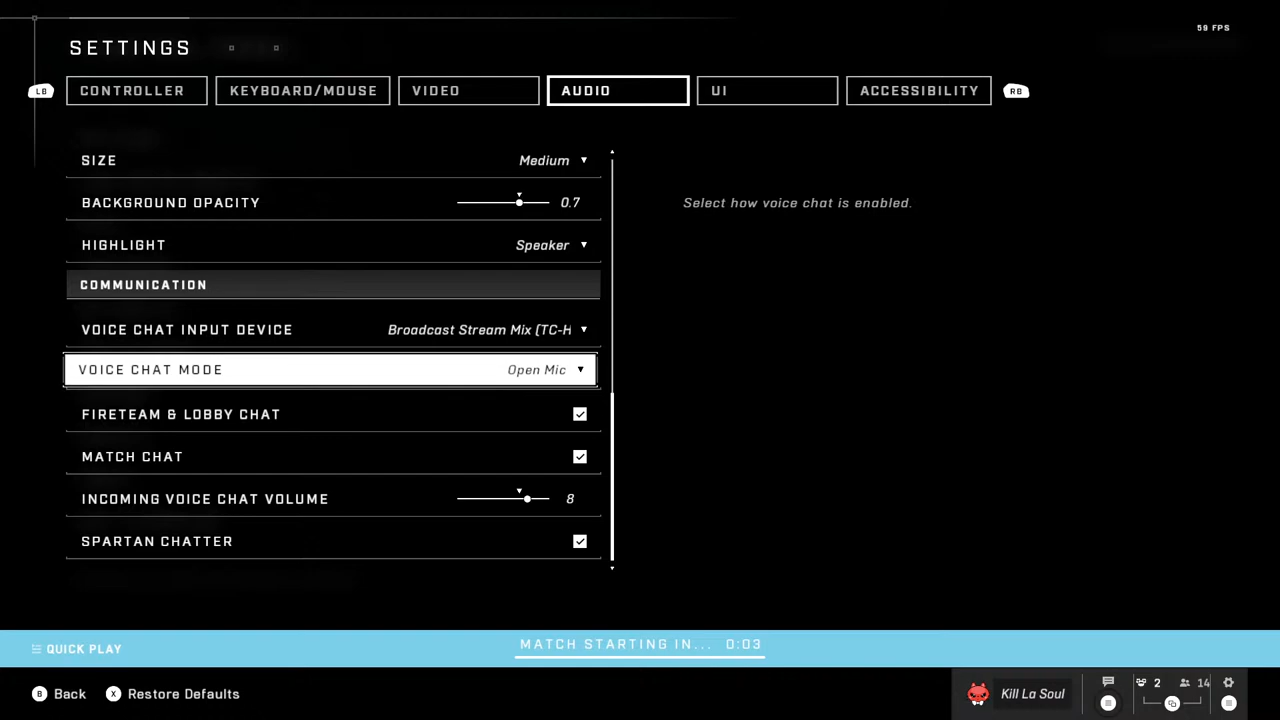 59 FPS
SETTINGS
LB
CONTROLLER
KEYBOARD/MOUSE
VIDEO
AUDIO
UI
ACCESSIBILITY
RB
SIZE Medium
BACKGROUND OPACITY 0.7
HIGHLIGHT Speaker
COMMUNICATION
VOICE CHAT INPUT DEVICE Broadcast Stream Mix (TC-H
VOICE CHAT MODE Open Mic
FIRETEAM & LOBBY CHAT
MATCH CHAT
INCOMING VOICE CHAT VOLUME 8
SPARTAN CHATTER
Select how voice chat is enabled.
QUICK PLAY
MATCH STARTING IN... 0:03
B Back X Restore Defaults
Kill La Soul
2 14